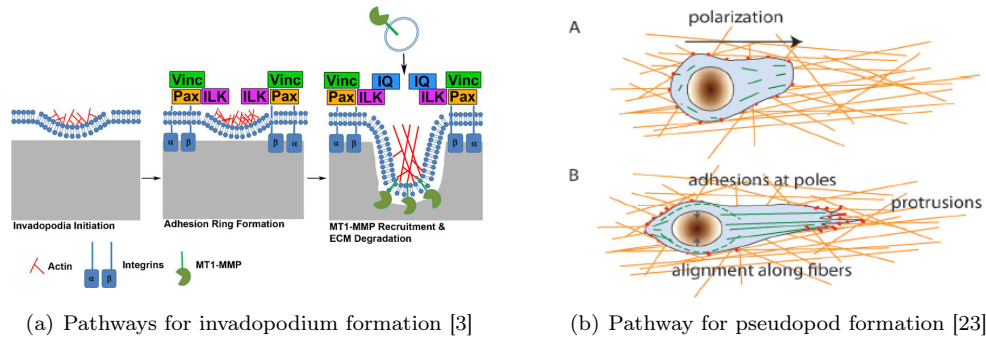 Vinc
Pax
ILK
ILK
Vinc
Pax
Vinc
Pax
ILK
IQ
IQ
ILK
Vinc
Pax
α
β
β
α
α
β
β
α
Invadopodia Initiation
Adhesion Ring Formation
MT1-MMP Recruitment &
ECM Degradation
Actin
α
β
Integrins
MT1-MMP
(a) Pathways for invadopodium formation [3]
A
polarization
B
adhesions at poles
protrusions
alignment along fibers
(b) Pathway for pseudopod formation [23]